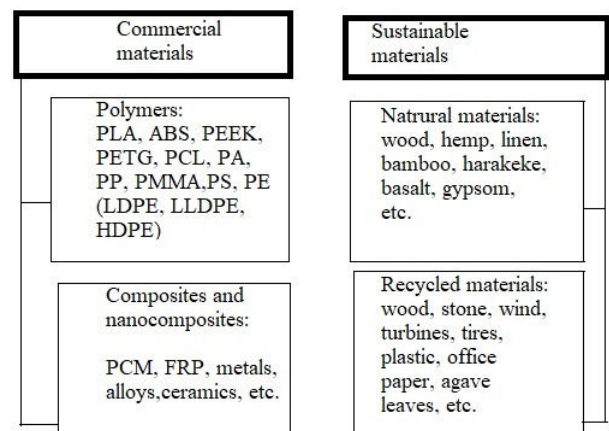 Commercial
materials
Polymers:
PLA, ABS, PEEK,
PETG, PCL, PA,
PP, PMMA,PS, PE
(LDPE, LLDPE,
HDPE)
Composites and
nanocomposites:
PCM, FRP, metals,
alloys,ceramics, etc.
Sustainable
materials
Natrural materials:
wood, hemp, linen,
bamboo, harakeke,
basalt, gypsom,
etc.
Recycled materials:
wood, stone, wind,
turbines, tires,
plastic, office
paper, agave
leaves, etc.